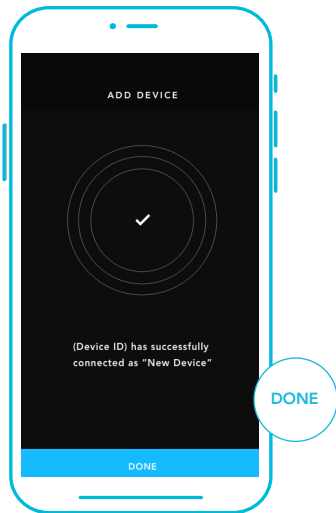 ADD DEVICE
(Device ID) has successfully
connected as "New Device"
DONE
DONE